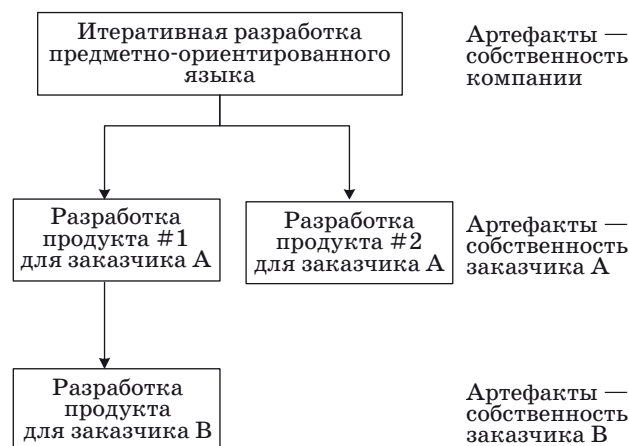 Итеративная разработка
предметно-ориентированного
языка
Артефакты —
собственность
компании
Разработка
продукта #1
для заказчика А
Разработка
продукта #2
для заказчика А
Артефакты —
собственность
заказчика А
Разработка
продукта
для заказчика В
Артефакты —
собственность
заказчика В